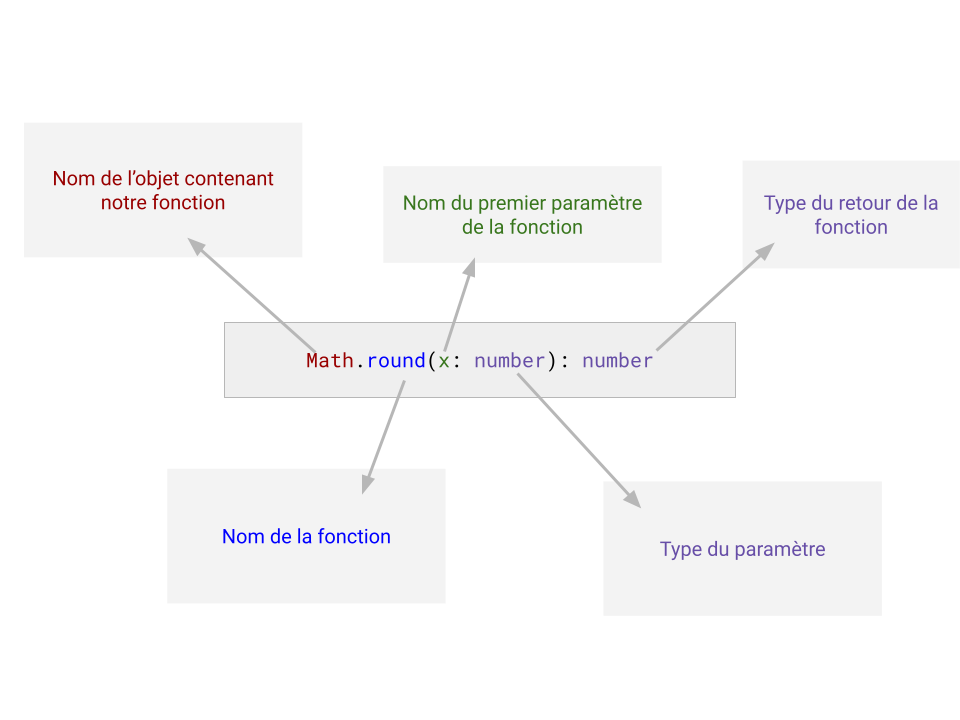 Nom de l’objet contenant
notre fonction
Nom du premier paramètre
de la fonction
Type du retour de la
fonction
Math.round(x: number): number
Nom de la fonction
Type du paramètre